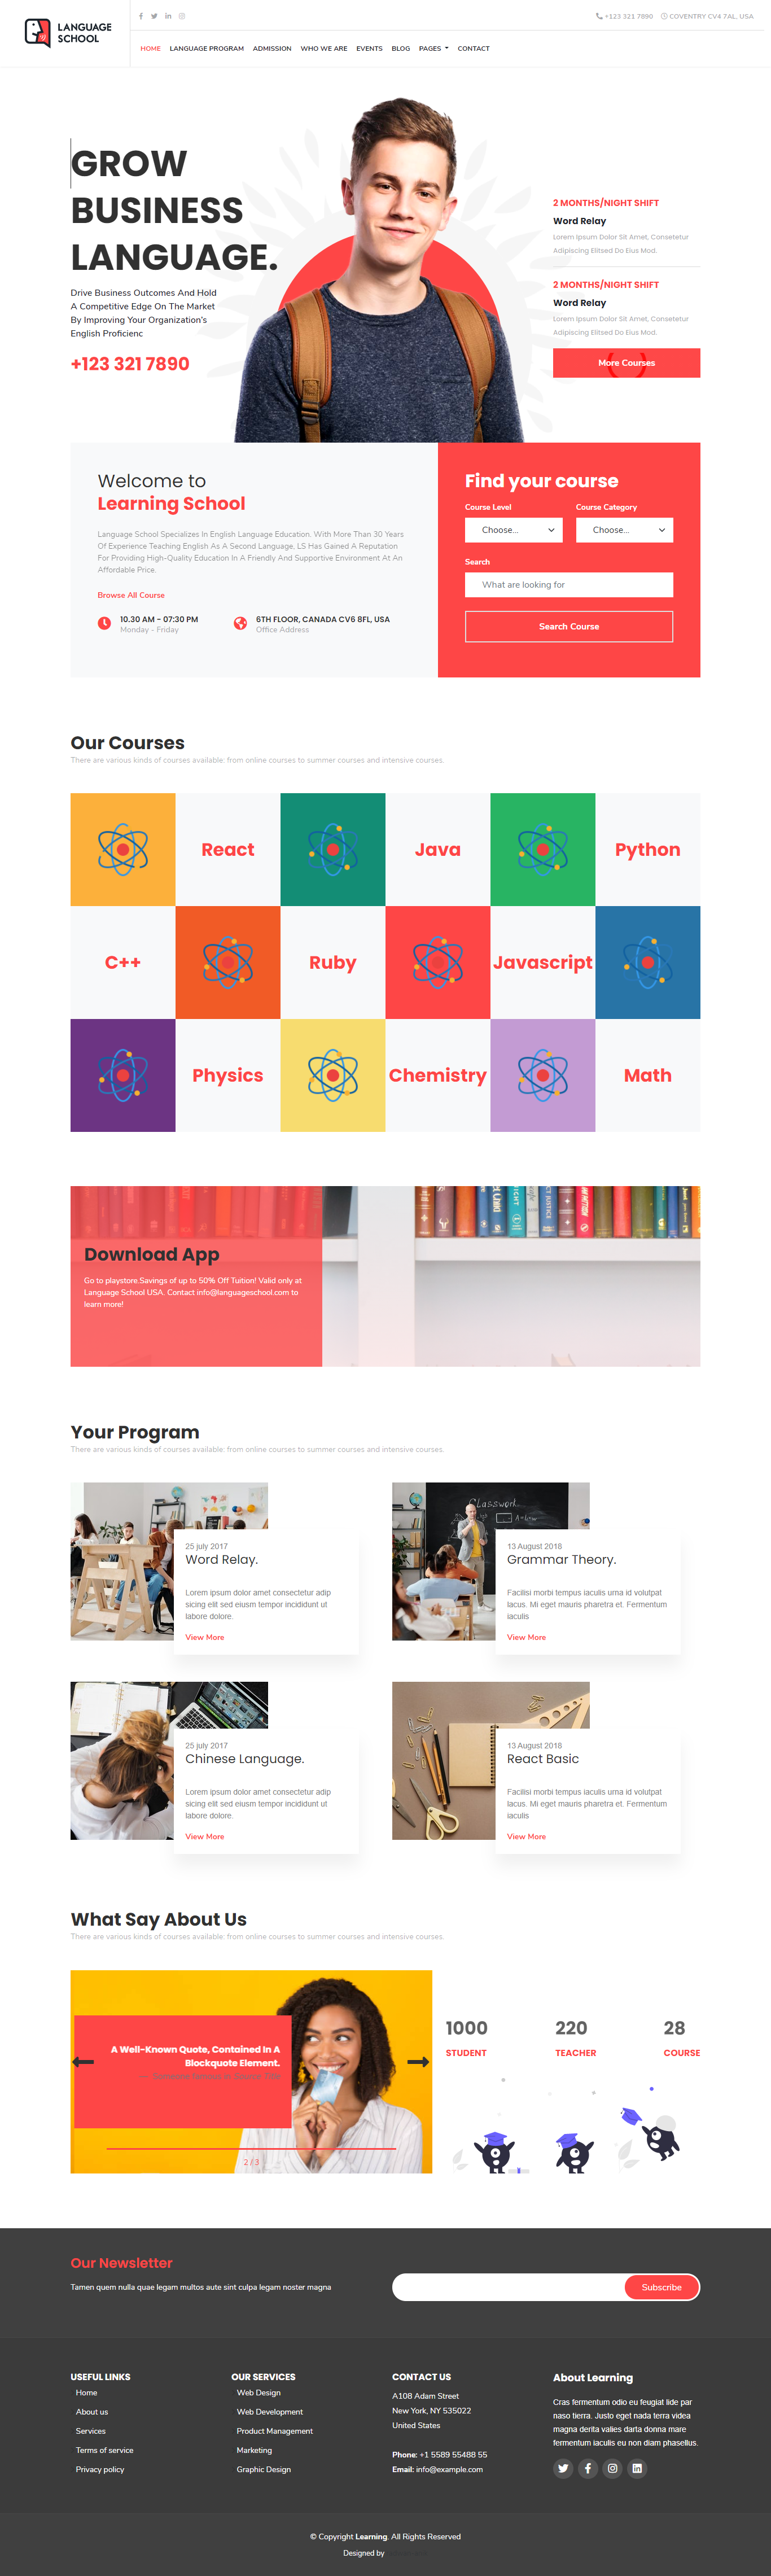 LANGUAGE
SCHOOL
+123 321 7890 COVENTRY CV4 7AL, USA
HOME LANGUAGE PROGRAM ADMISSION WHO WE ARE EVENTS BLOG PAGES CONTACT
GROW
BUSINESS
LANGUAGE.
Drive Business Outcomes And Hold
A Competitive Edge On The Market
By Improving Your Organization's
English Proficienc
+123 321 7890
2 MONTHS/NIGHT SHIFT
Word Relay
Lorem Ipsum Dolor Sit Amet, Consetetur
Adipiscing Elitsed Do Eius Mod.
2 MONTHS/NIGHT SHIFT
Word Relay
Lorem Ipsum Dolor Sit Amet, Consetetur
Adipiscing Elitsed Do Eius Mod.
More Courses
Welcome to
Learning School
Language School Specializes In English Language Education. With More Than 30 Years
Of Experience Teaching English As A Second Language, LS Has Gained A Reputation
For Providing High-Quality Education In A Friendly And Supportive Environment At An
Affordable Price.
Browse All Course
10.30 AM - 07:30 PM
Monday - Friday
6TH FLOOR, CANADA CV6 8FL, USA
Office Address
Find your course
Course Level Course Category
Choose... Choose...
Search
What are looking for
Search Course
Our Courses
There are various kinds of courses available: from online courses to summer courses and intensive courses.
React Java Python
C++ Ruby Javascript
Physics Chemistry Math
Download App
Go to playstore.Savings of up to 50% Off Tuition! Valid only at
Language School USA. Contact info@languageschool.com to
learn more!
Your Program
There are various kinds of courses available: from online courses to summer courses and intensive courses.
25 july 2017
Word Relay.
Lorem ipsum dolor amet consectetur adip
sicing elit sed eiusm tempor incididunt ut
labore dolore.
View More
Classwork
13 August 2018
Grammar Theory.
Facilisi morbi tempus iaculis urna id volutpat
lacus. Mi eget mauris pharetra et. Fermentum
iaculis
View More
25 july 2017
Chinese Language.
Lorem ipsum dolor amet consectetur adip
sicing elit sed eiusm tempor incididunt ut
labore dolore.
View More
13 August 2018
React Basic
Facilisi morbi tempus iaculis urna id volutpat
lacus. Mi eget mauris pharetra et. Fermentum
iaculis
View More
What Say About Us
There are various kinds of courses available: from online courses to summer courses and intensive courses.
A Well-Known Quote, Contained In A
Blockquote Element.
2 / 3
1000 220 28
STUDENT TEACHER COURSE
Our Newsletter
Tamen quem nulla quae legam multos aute sint culpa legam noster magna
Subscribe
USEFUL LINKS
Home
About us
Services
Terms of service
Privacy policy
OUR SERVICES
Web Design
Web Development
Product Management
Marketing
Graphic Design
CONTACT US
A108 Adam Street
New York, NY 535022
United States
Phone: +1 5589 55488 55
Email: info@example.com
About Learning
Cras fermentum odio eu feugiat lide par
naso tierra. Justo eget nada terra videa
magna derita valies darta donna mare
fermentum iaculis eu non diam phasellus.
© Copyright Learning. All Rights Reserved
Designed by